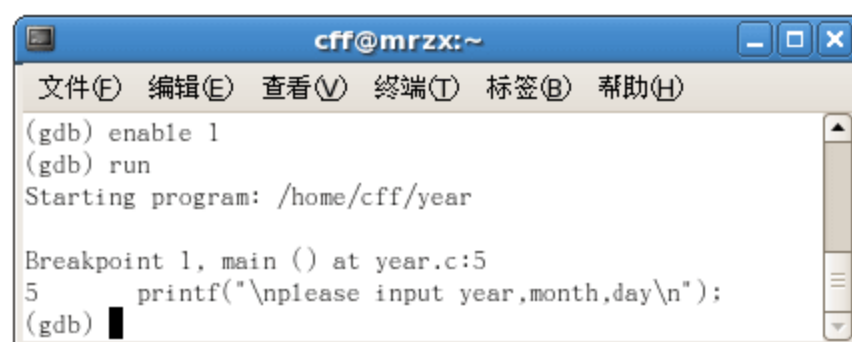 cff@mrzx:~
文件(F) 编辑(E) 查看(V) 终端(T) 标签(B) 帮助(H)
(gdb) enable 1
(gdb) run
Starting program: /home/cff/year
Breakpoint 1, main () at year.c:5
5 printf("\nplease input year,month,day\n");
(gdb)